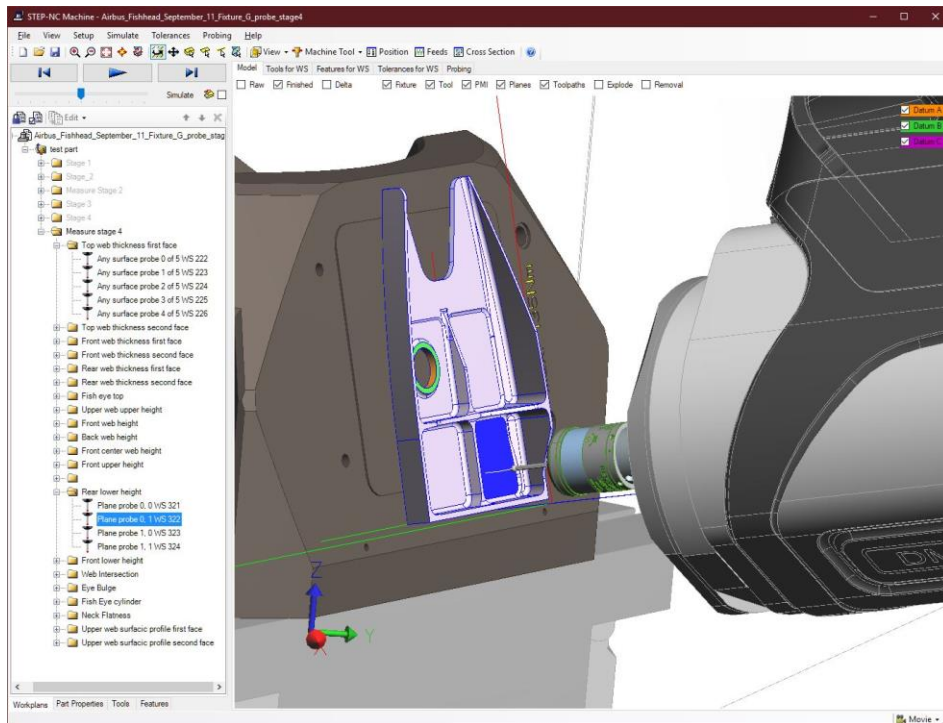 STEP-NC Machine - Airbus_Fishhead_September_11_Fixture_G_probe_stage4
File View Setup Simulate Tolerances Probing Help
View Machine Tool Position Feeds Cross Section
Model Tools for WS Features for WS Tolerances for WS Probing
Raw Finished Delta Fixture Tool PMI Planes Toolpaths Explode Removal
Simulate
Edit
Datum A
Datum B
Datum C
Airbus_Fishhead_September_11_Fixture_G_probe_stag
test part
Stage 1
Stage_2
Measure Stage 2
Stage 3
Stage 4
Measure stage 4
Top web thickness first face
Any surface probe 0 of 5 WS 222
Any surface probe 1 of 5 WS 223
Any surface probe 2 of 5 WS 224
Any surface probe 3 of 5 WS 225
Any surface probe 4 of 5 WS 226
Top web thickness second face
Front web thickness first face
Front web thickness second face
Rear web thickness first face
Rear web thickness second face
Fish eye top
Upper web upper height
Front web height
Back web height
Front center web height
Front upper height
Rear lower height
Plane probe 0, 0 WS 321
Plane probe 0, 1 WS 322
Plane probe 1, 0 WS 323
Plane probe 1, 1 WS 324
Front lower height
Web Intersection
Eye Bulge
Fish Eye cylinder
Neck Flatness
Upper web surfacic profile first face
Upper web surfacic profile second face
Z
X
Y
Workplans Part Properties Tools Features
Movie